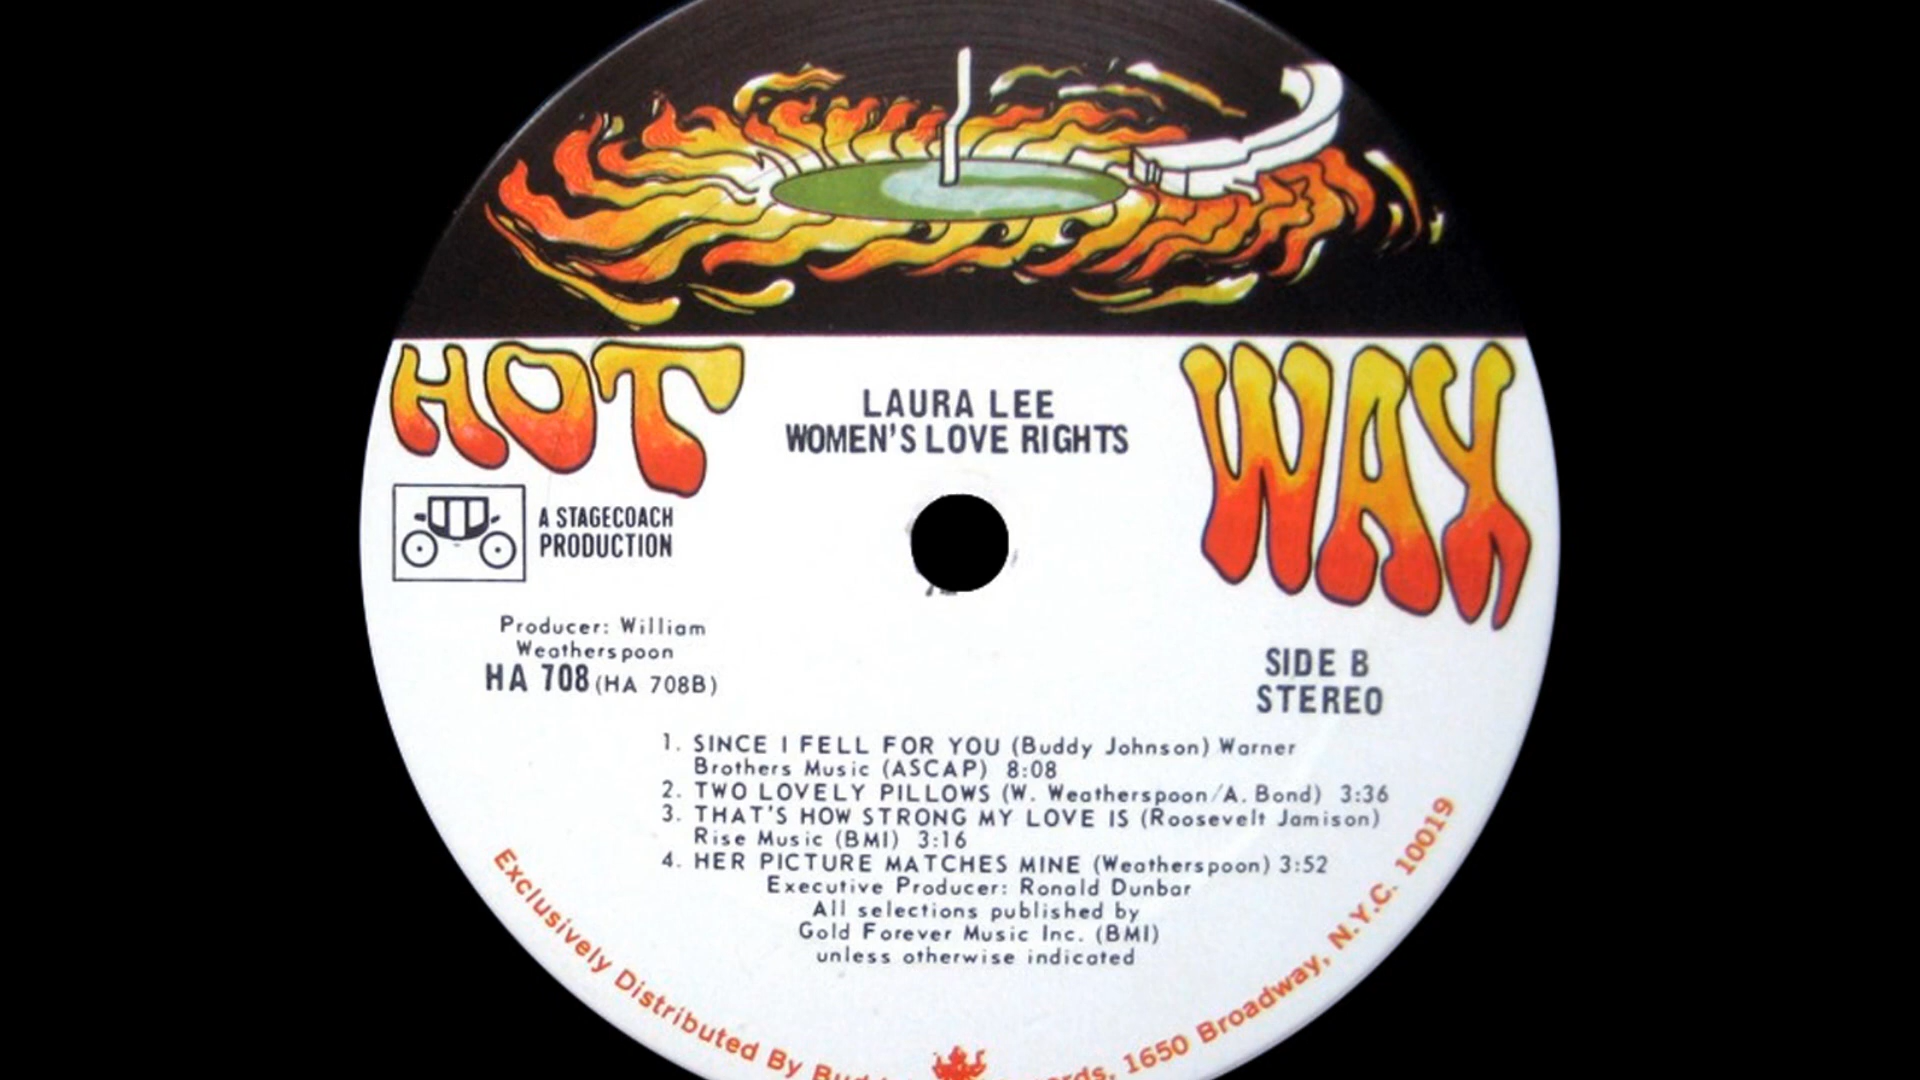 HOT WAX
LAURA LEE
WOMEN'S LOVE RIGHTS
A STAGECOACH
PRODUCTION
Producer: William
Weatherspoon
HA 708 (HA 708B)
SIDE B
STEREO
1. SINCE I FELL FOR YOU (Buddy Johnson) Warner
Brothers Music (ASCAP) 8:08
2. TWO LOVELY PILLOWS (W. Weatherspoon/A. Bond) 3:36
3. THAT'S HOW STRONG MY LOVE IS (Roosevelt Jamison)
Rise Music (BMI) 3:16
4. HER PICTURE MATCHES MINE (Weatherspoon) 3:52
Executive Producer: Ronald Dunbar
All selections published by
Gold Forever Music Inc. (BMI)
unless otherwise indicated
Exclusively Distributed By 1650 Broadway, N.Y.C. 10019